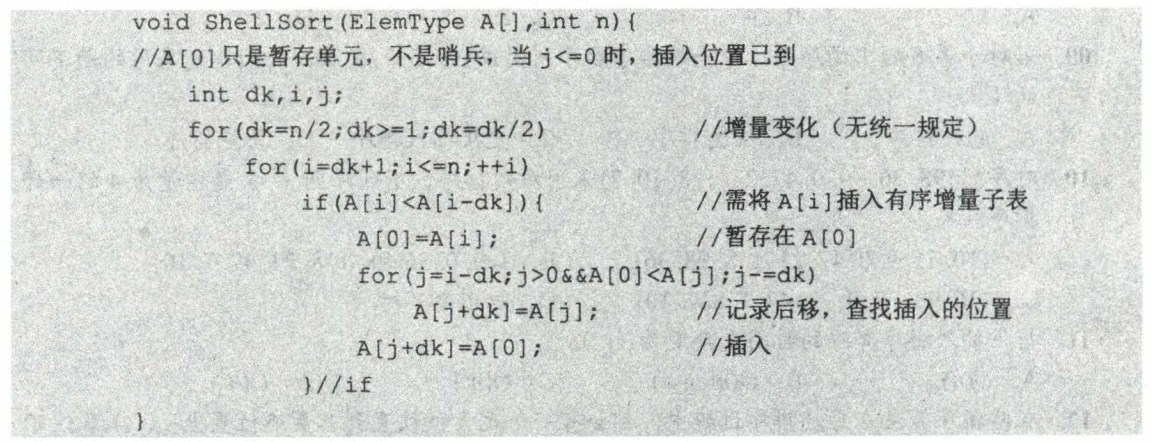 void ShellSort(ElemType A[],int n){
//A[0]只是暂存单元，不是哨兵，当j<=0时，插入位置已到
int dk,i,j;
for(dk=n/2;dk>=1;dk=dk/2) //增量变化（无统一规定）
for(i=dk+1;i<=n;++i)
if(A[i]<A[i-dk]){ //需将A[i]插入有序增量子表
A[0]=A[i]; //暂存在A[0]
for(j=i-dk;j>0&&A[0]<A[j];j-=dk)
A[j+dk]=A[j]; //记录后移，查找插入的位置
A[j+dk]=A[0]; //插入
}//if
}